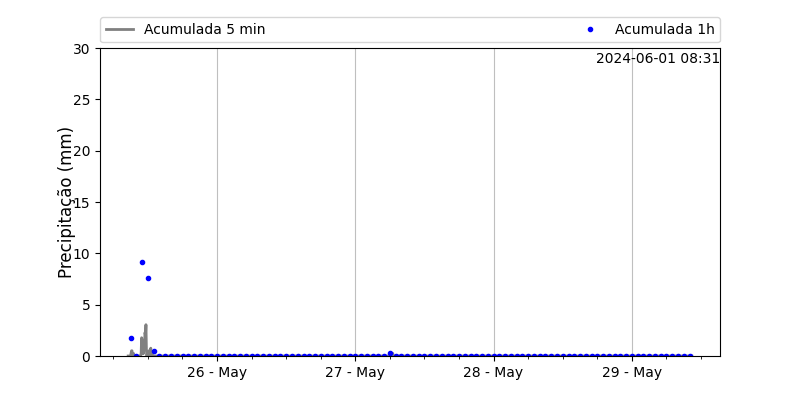 Acumulada 5 min
Acumulada 1h
2024-06-01 08:31
Precipitação (mm)
30
25
20
15
10
5
0
26 - May
27 - May
28 - May
29 - May